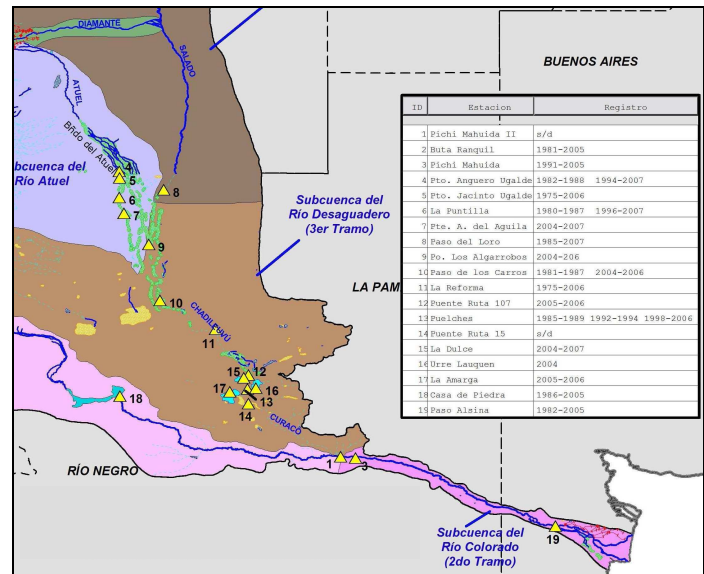 DIAMANTE
SALADO
ATUEL
BUENOS AIRES
Bñdo del Atuel
bcuenca del
Río Atuel
4
5
6
7
8
9
10
Subcuenca del
Río Desaguadero
(3er Tramo)
LA PAM
CHADILEUVÚ
11
15
12
17
16
13
14
CURACÓ
18
RÍO NEGRO
1
3
19
Subcuenca del
Río Colorado
(2do Tramo)
ID Estacion Registro
1 Pichi Mahuida II s/d
2 Buta Ranquil 1981-2005
3 Pichi Mahuida 1991-2005
4 Pto. Anguero Ugalde 1982-1988 1994-2007
5 Pto. Jacinto Ugalde 1975-2006
6 La Puntilla 1980-1987 1996-2007
7 Pte. A. del Aguila 2004-2007
8 Paso del Loro 1985-2007
9 Po. Los Algarrobos 2004-206
10 Paso de los Carros 1981-1987 2004-2006
11 La Reforma 1975-2006
12 Puente Ruta 107 2005-2006
13 Puelches 1985-1989 1992-1994 1998-2006
14 Puente Ruta 15 s/d
15 La Dulce 2004-2007
16 Urre Lauquen 2004
17 La Amarga 2005-2006
18 Casa de Piedra 1986-2005
19 Paso Alsina 1982-2005